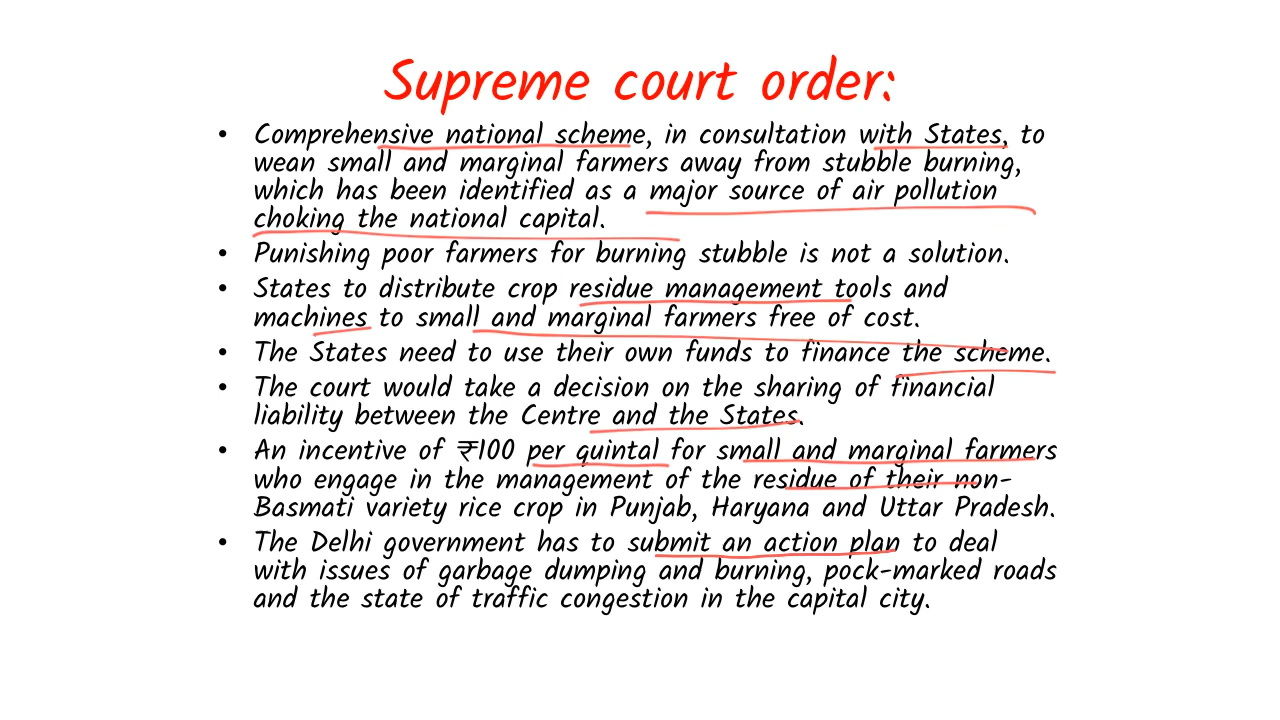 Supreme court order:
• Comprehensive national scheme, in consultation with States, to
wean small and marginal farmers away from stubble burning,
which has been identified as a major source of air pollution
choking the national capital.
• Punishing poor farmers for burning stubble is not a solution.
• States to distribute crop residue management tools and
machines to small and marginal farmers free of cost.
• The States need to use their own funds to finance the scheme.
• The court would take a decision on the sharing of financial
liability between the Centre and the States.
• An incentive of ₹100 per quintal for small and marginal farmers
who engage in the management of the residue of their non-
Basmati variety rice crop in Punjab, Haryana and Uttar Pradesh.
• The Delhi government has to submit an action plan to deal
with issues of garbage dumping and burning, pock-marked roads
and the state of traffic congestion in the capital city.